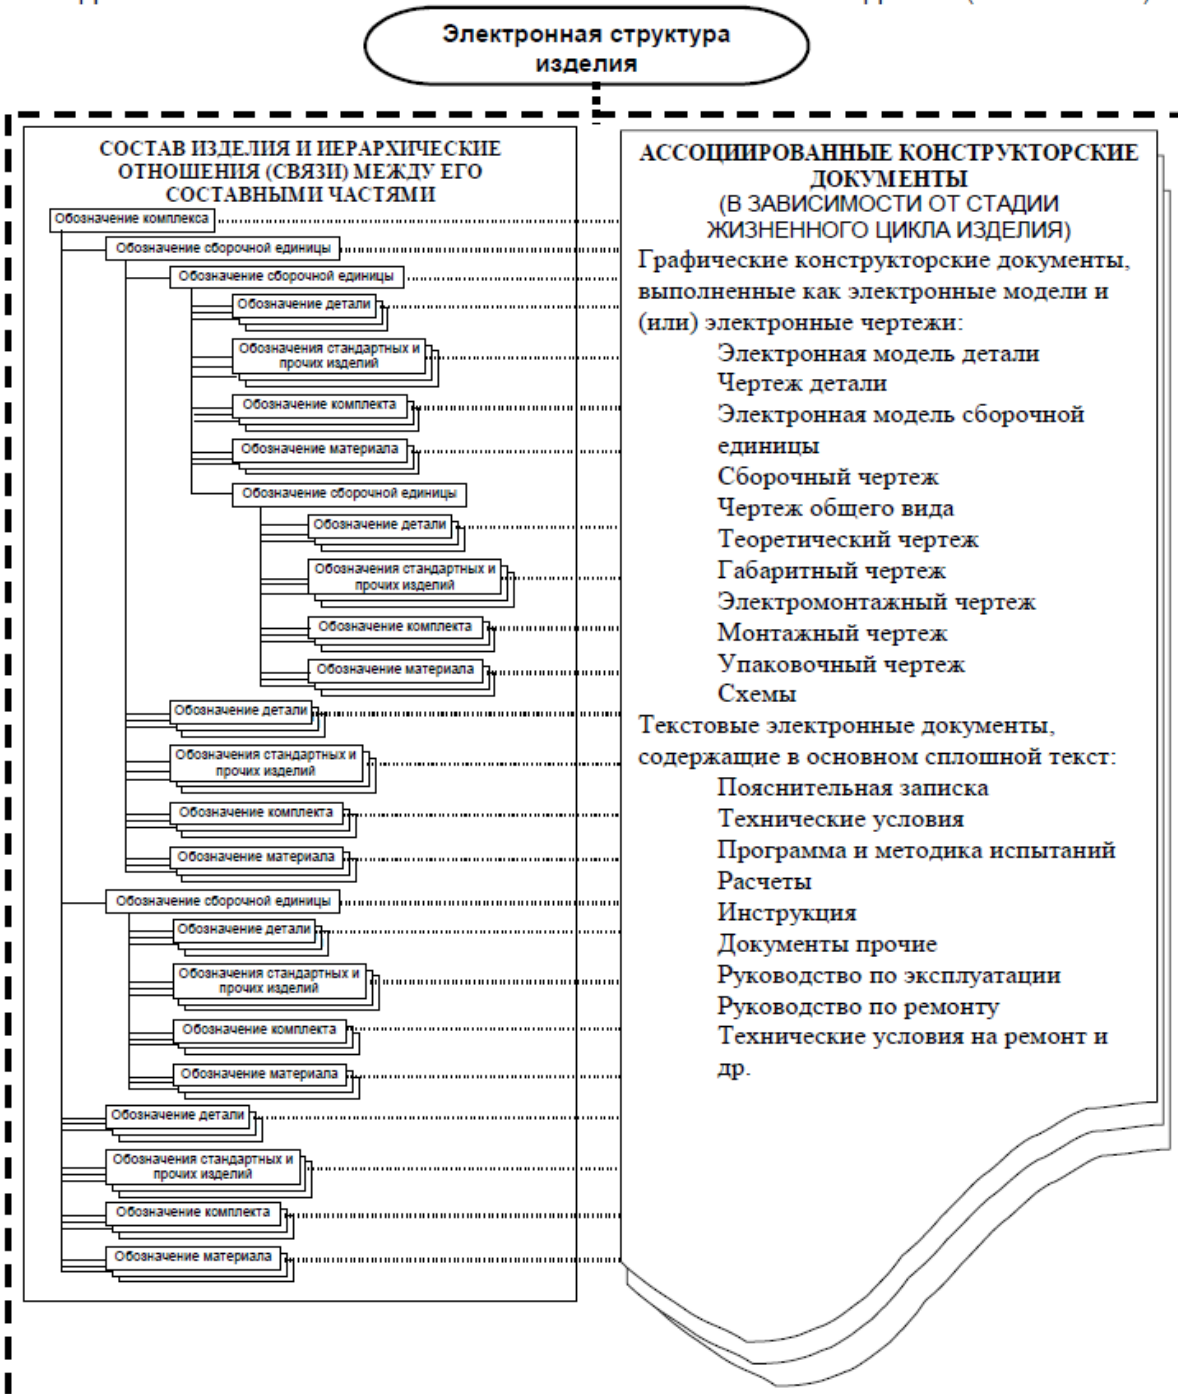 Электронная структура
изделия
СОСТАВ ИЗДЕЛИЯ И ИЕРАРХИЧЕСКИЕ
ОТНОШЕНИЯ (СВЯЗИ) МЕЖДУ ЕГО
СОСТАВНЫМИ ЧАСТЯМИ
Обозначение комплекса
Обозначение сборочной единицы
Обозначение сборочной единицы
Обозначение детали
Обозначения стандартных и
прочих изделий
Обозначение комплекта
Обозначение материала
Обозначение сборочной единицы
Обозначение детали
Обозначения стандартных и
прочих изделий
Обозначение комплекта
Обозначение материала
Обозначение детали
Обозначения стандартных и
прочих изделий
Обозначение комплекта
Обозначение материала
Обозначение сборочной единицы
Обозначение детали
Обозначения стандартных и
прочих изделий
Обозначение комплекта
Обозначение материала
Обозначение детали
Обозначения стандартных и
прочих изделий
Обозначение комплекта
Обозначение материала
АССОЦИИРОВАННЫЕ КОНСТРУКТОРСКИЕ
ДОКУМЕНТЫ
(В ЗАВИСИМОСТИ ОТ СТАДИИ
ЖИЗНЕННОГО ЦИКЛА ИЗДЕЛИЯ)
Графические конструкторские документы,
выполненные как электронные модели и
(или) электронные чертежи:
Электронная модель детали
Чертеж детали
Электронная модель сборочной
единицы
Сборочный чертеж
Чертеж общего вида
Теоретический чертеж
Габаритный чертеж
Электромонтажный чертеж
Монтажный чертеж
Упаковочный чертеж
Схемы
Текстовые электронные документы,
содержащие в основном сплошной текст:
Пояснительная записка
Технические условия
Программа и методика испытаний
Расчеты
Инструкция
Документы прочие
Руководство по эксплуатации
Руководство по ремонту
Технические условия на ремонт и
др.